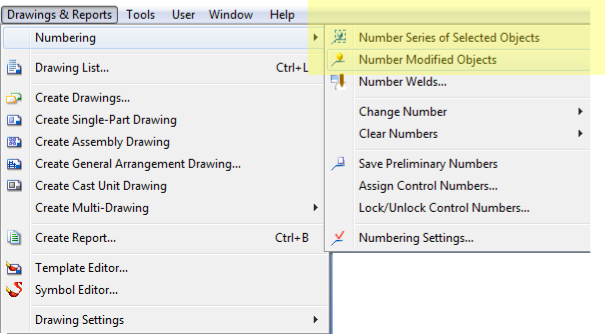 Drawings & Reports Tools User Window Help
Numbering
Drawing List... Ctrl+L
Create Drawings...
Create Single-Part Drawing
Create Assembly Drawing
Create General Arrangement Drawing...
Create Cast Unit Drawing
Create Multi-Drawing
Create Report... Ctrl+B
Template Editor...
Symbol Editor...
Drawing Settings
Number Series of Selected Objects
Number Modified Objects
Number Welds...
Change Number
Clear Numbers
Save Preliminary Numbers
Assign Control Numbers...
Lock/Unlock Control Numbers...
Numbering Settings...